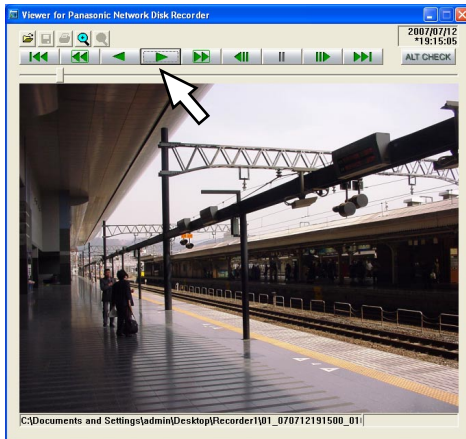 Viewer for Panasonic Network Disk Recorder
2007/07/12
*19:15:05
ALT CHECK
C:\Documents and Settings\admin\Desktop\Recorder1\01_070712191500_01